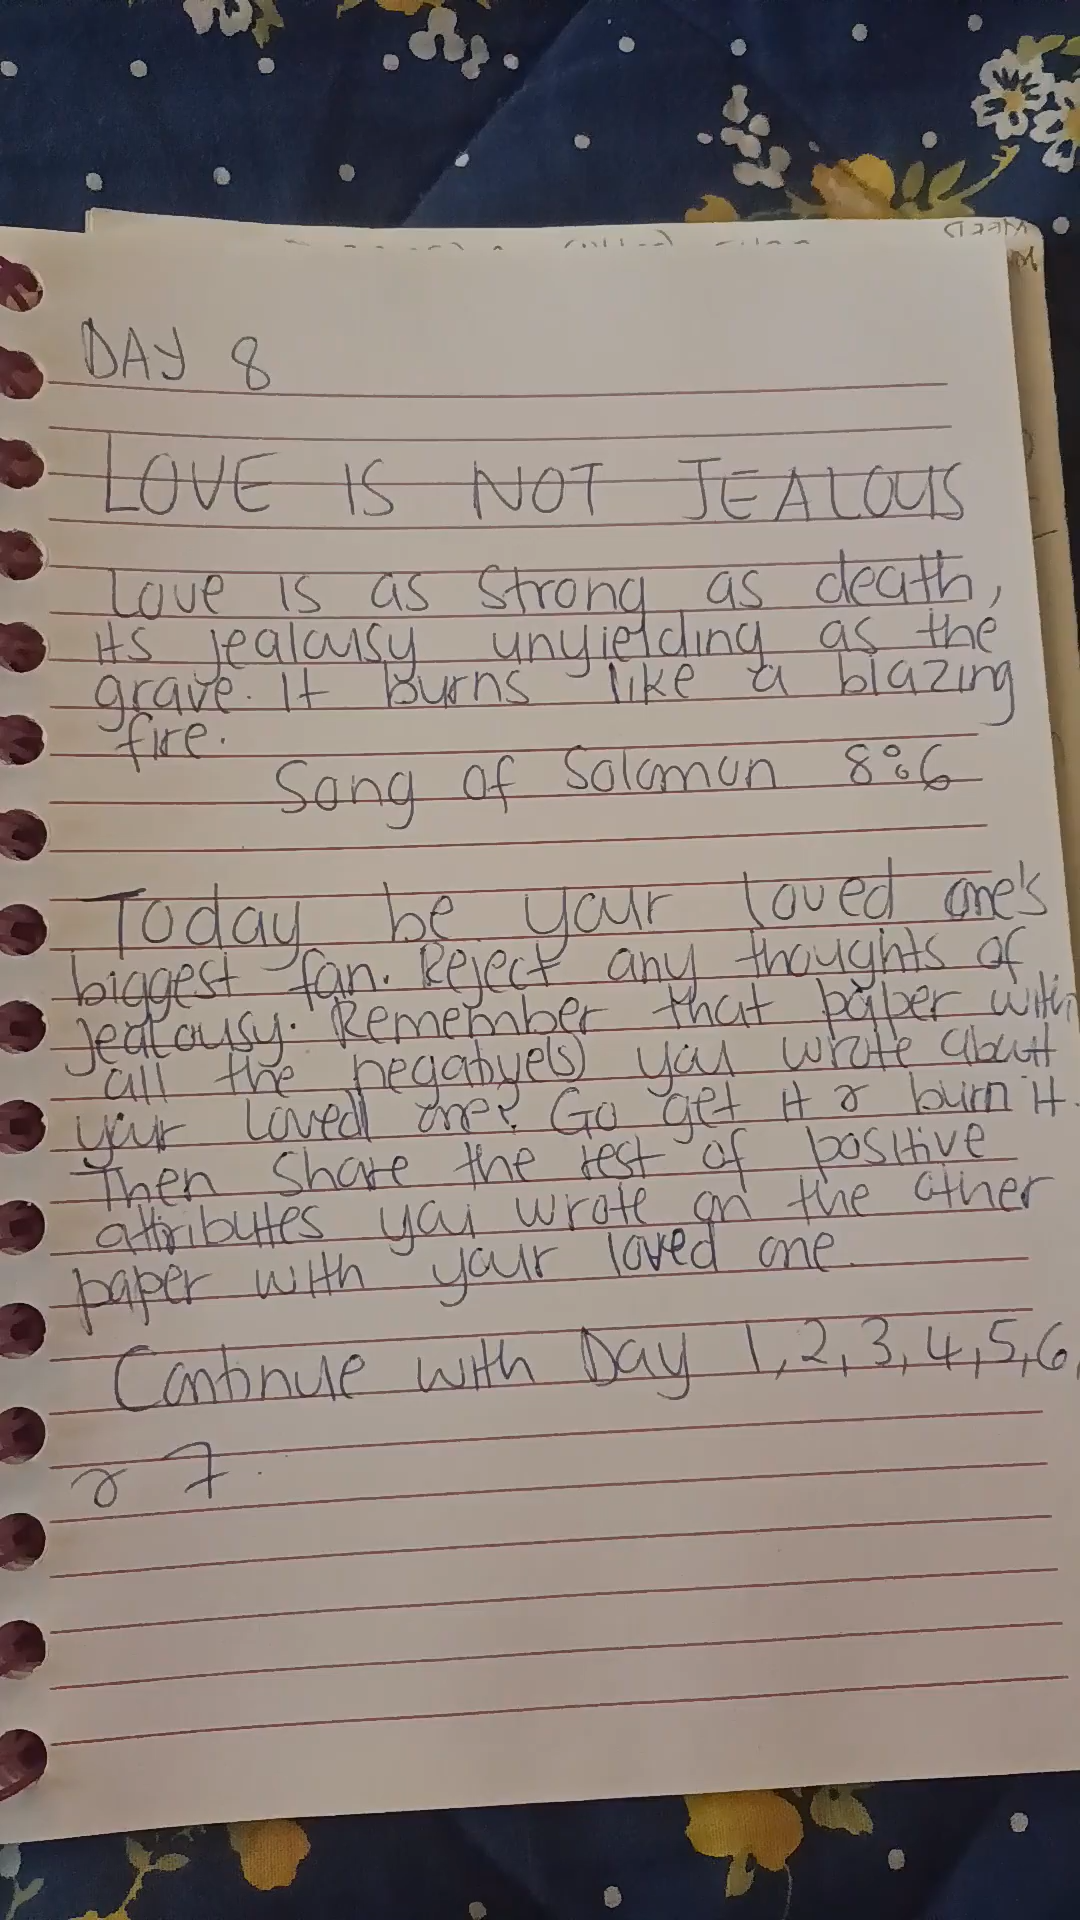 DAY 8
LOVE IS NOT JEALOUS
Love is as strong as death,
its jealousy unyielding as the
grave. It burns like a blazing
fire.
Song of Solomon 8:6
Today be your loved one's
biggest fan. Reject any thoughts of
jealousy. Remember that paper with
all the negative(s) you wrote about
your loved one? Go get it & burn it.
Then share the rest of positive
attributes you wrote on the other
paper with your loved one.
Continue with Day 1, 2, 3, 4, 5, 6,
& 7.